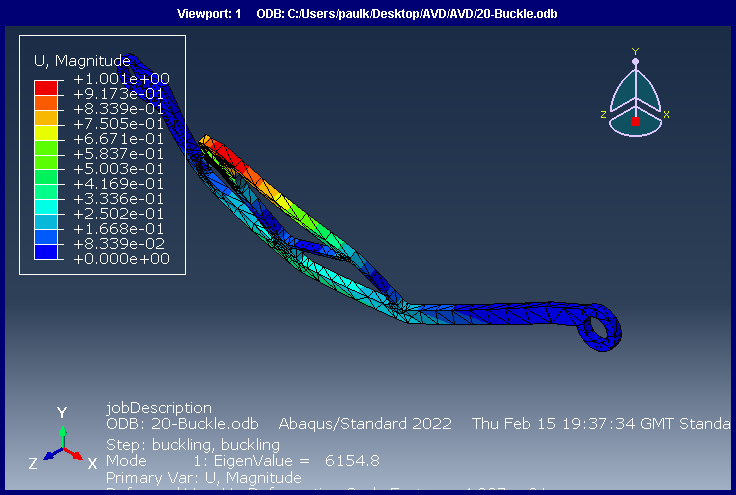 Viewport: 1 ODB: C:/Users/paulk/Desktop/AVD/AVD/20-Buckle.odb
U, Magnitude
+1.001e+00
+9.173e-01
+8.339e-01
+7.505e-01
+6.671e-01
+5.837e-01
+5.003e-01
+4.169e-01
+3.336e-01
+2.502e-01
+1.668e-01
+8.339e-02
+0.000e+00
Y
Z
X
Y
Z
X
jobDescription
ODB: 20-Buckle.odb Abaqus/Standard 2022 Thu Feb 15 19:37:34 GMT Standa
Step: buckling, buckling
Mode 1: EigenValue = 6154.8
Primary Var: U, Magnitude